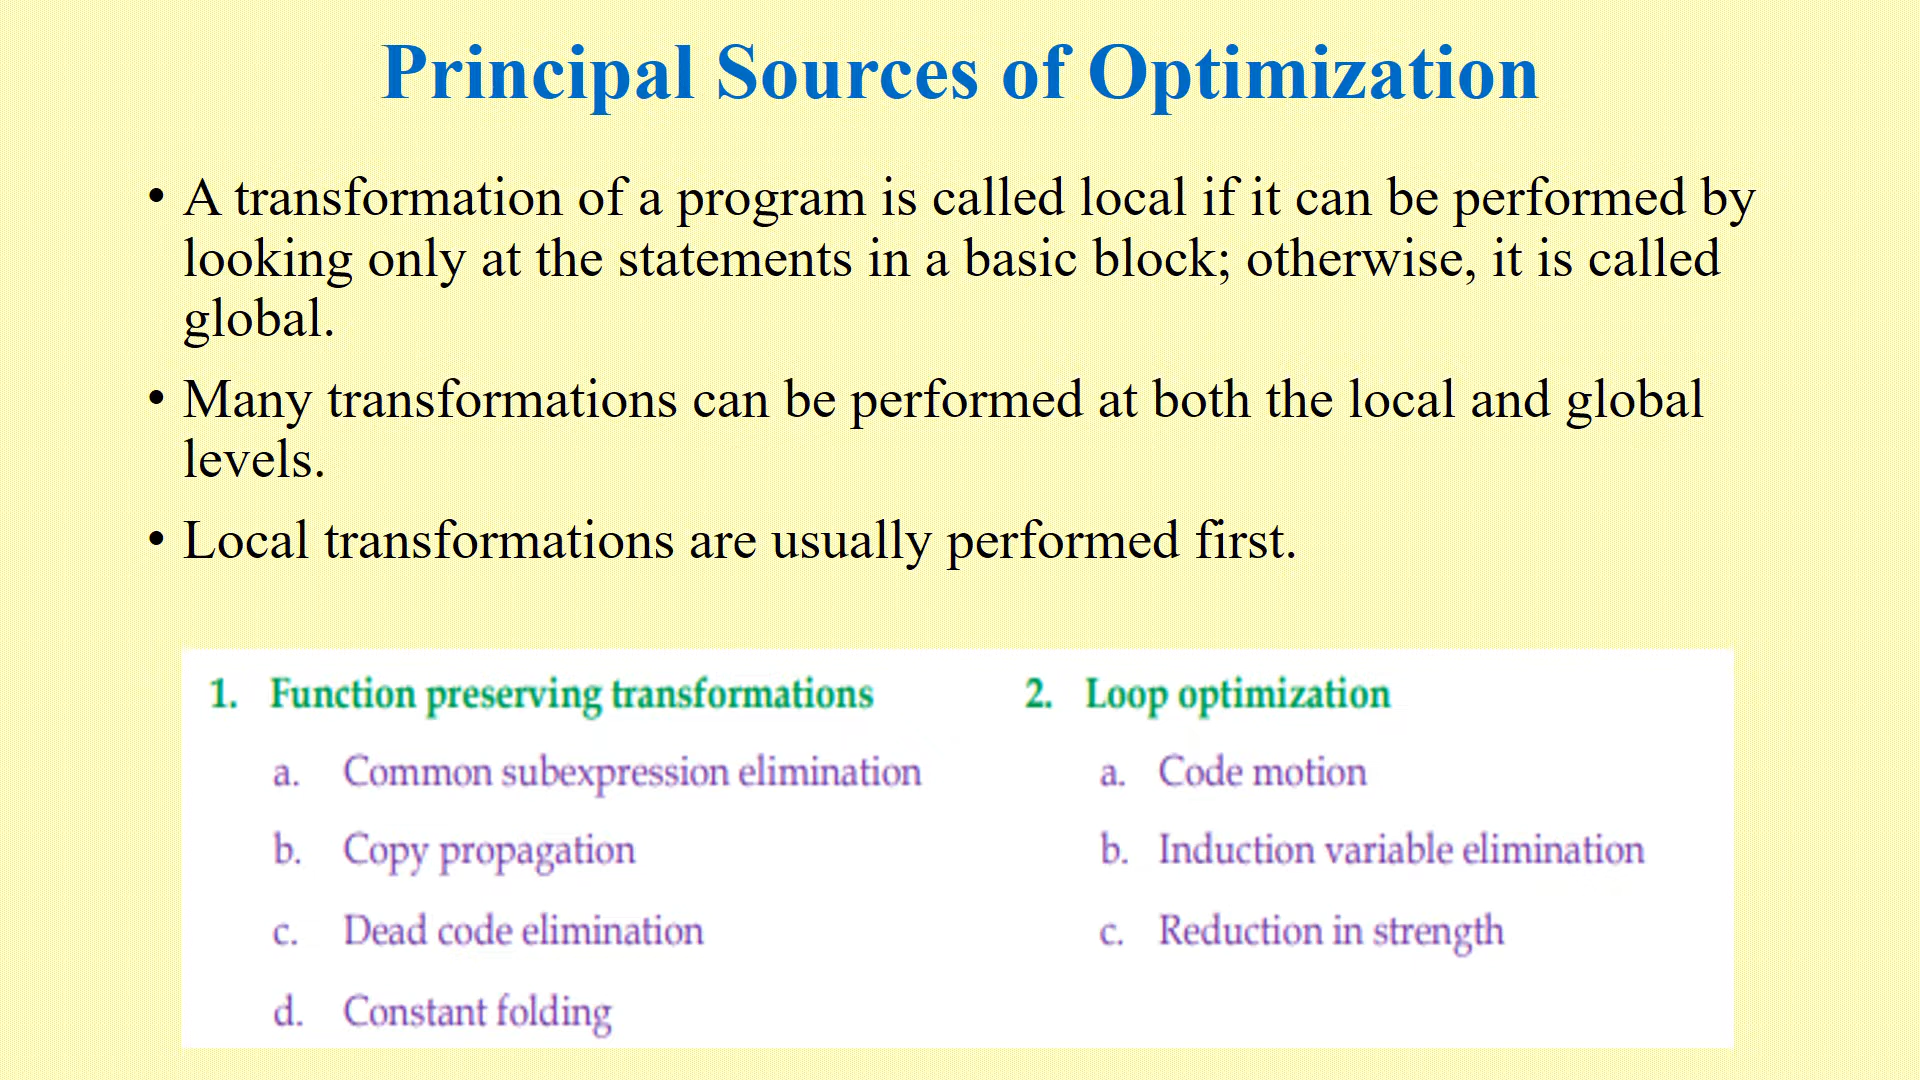 Principal Sources of Optimization
• A transformation of a program is called local if it can be performed by
looking only at the statements in a basic block; otherwise, it is called
global.
• Many transformations can be performed at both the local and global
levels.
• Local transformations are usually performed first.
1. Function preserving transformations
a. Common subexpression elimination
b. Copy propagation
c. Dead code elimination
d. Constant folding
2. Loop optimization
a. Code motion
b. Induction variable elimination
c. Reduction in strength